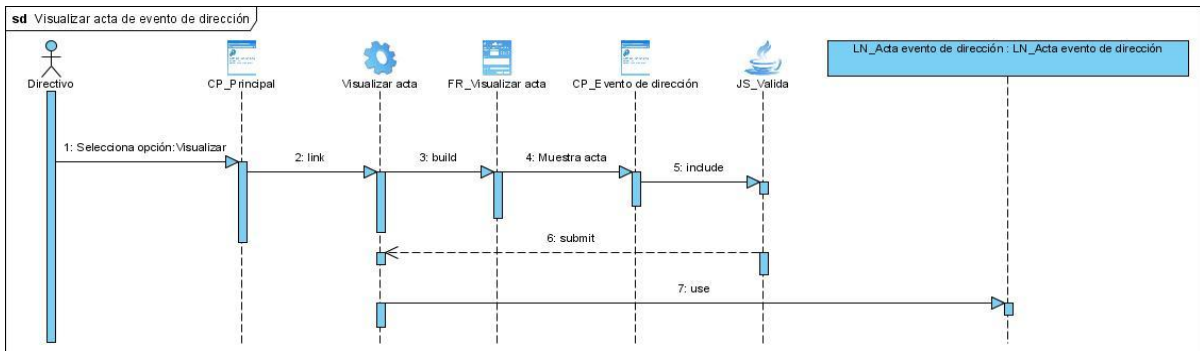 sd Visualizar acta de evento de dirección
LN_Acta evento de dirección : LN_Acta evento de dirección
Directivo
CP_Principal
Visualizar acta
FR_Visualizar acta
CP_Evento de dirección
JS_Valida
1: Selecciona opción:Visualizar
2: link
3: build
4: Muestra acta
5: include
6: submit
7: use